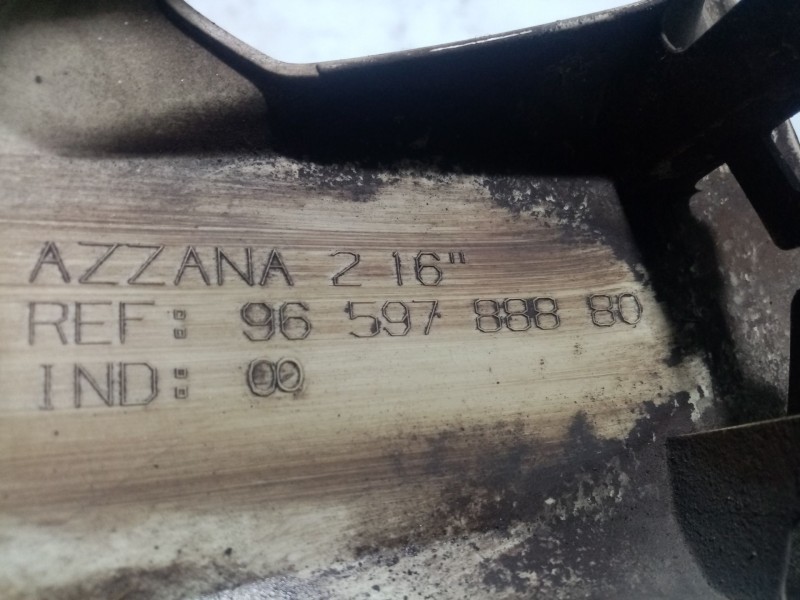 AZZANA 2 16"
REF: 96 597 888 80
IND: 00